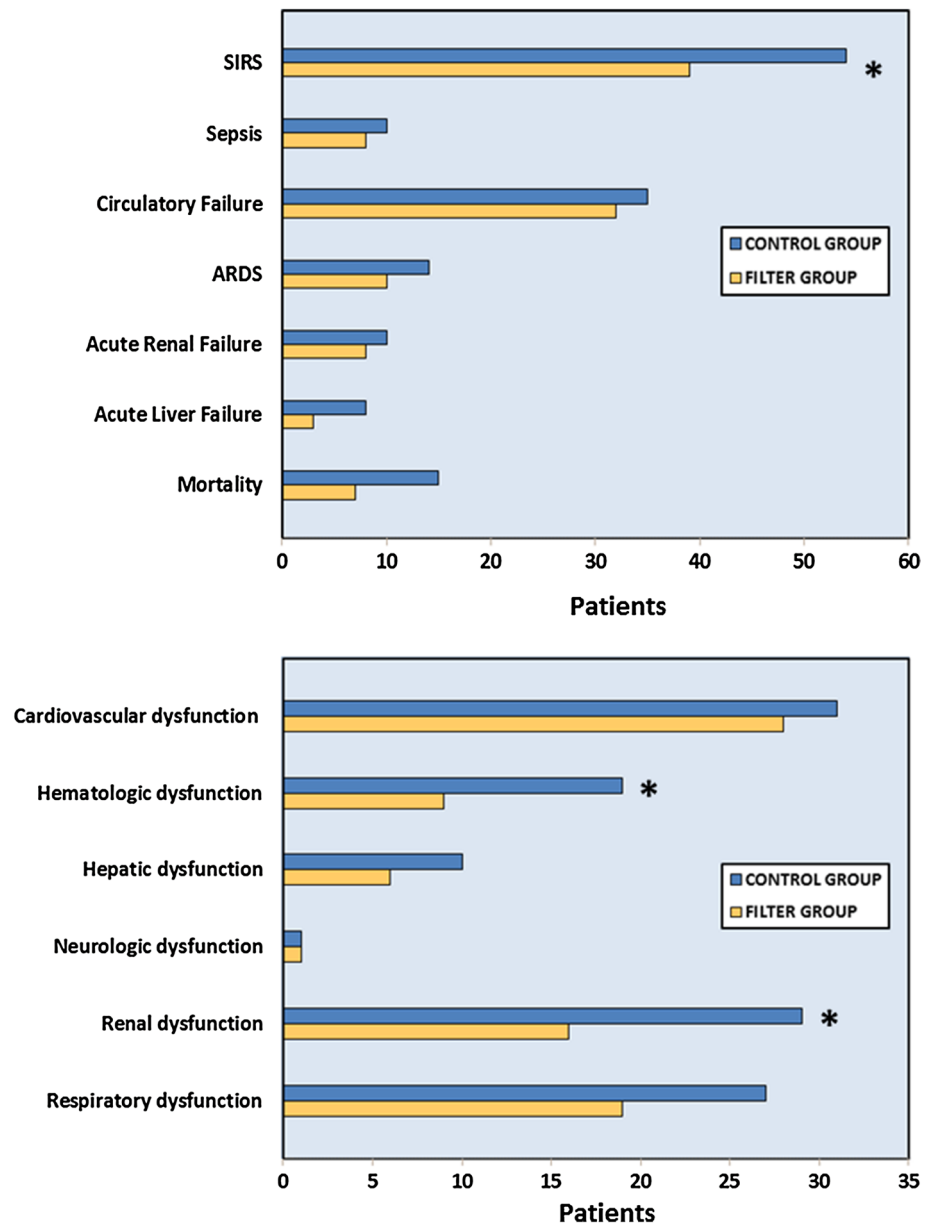 SIRS
*
Sepsis
Circulatory Failure
CONTROL GROUP
ARDS
FILTER GROUP
Acute Renal Failure
Acute Liver Failure
Mortality
0 10 20 30 40 50 60
Patients
Cardiovascular dysfunction
Hematologic dysfunction
*
Hepatic dysfunction
CONTROL GROUP
FILTER GROUP
Neurologic dysfunction
Renal dysfunction
*
Respiratory dysfunction
0 5 10 15 20 25 30 35
Patients